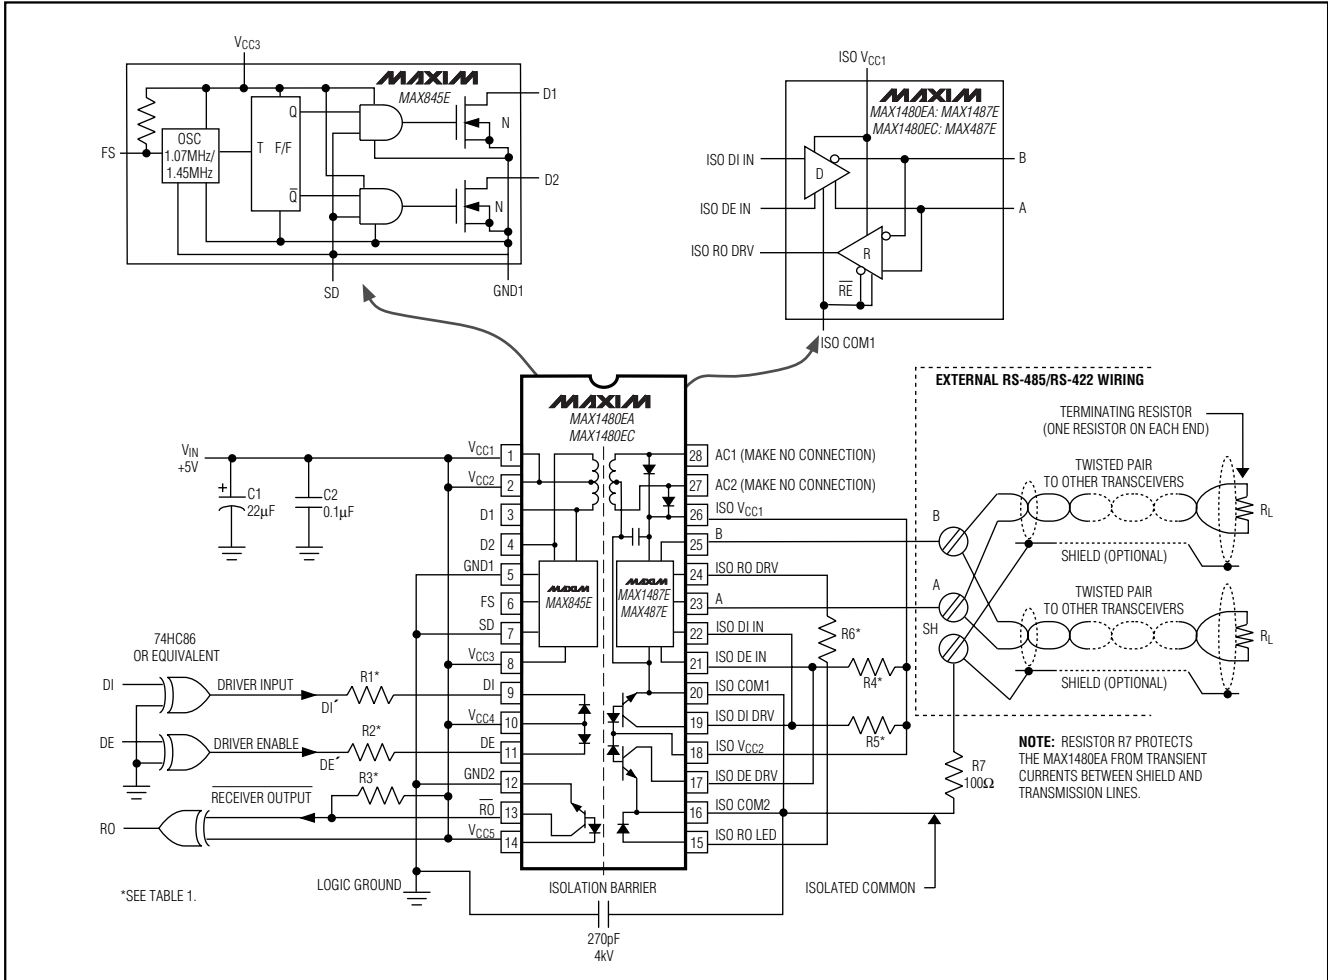 VCC3
MAXIM
MAX845E
D1
Q
N
FS
OSC
1.07MHz/
1.45MHz
T F/F
Q̅
D2
N
SD
GND1
ISO VCC1
MAXIM
MAX1480EA: MAX1487E
MAX1480EC: MAX487E
ISO DI IN
D
B
ISO DE IN
A
ISO RO DRV
R
R̅E̅
ISO COM1
MAXIM
MAX1480EA
MAX1480EC
VIN
+5V
+
C1
22µF
C2
0.1µF
VCC1
1
VCC2
2
D1
3
D2
4
GND1
5
FS
6
SD
7
VCC3
8
DI
9
VCC4
10
DE
11
GND2
12
R̅O̅
13
VCC5
14
MAXIM
MAX845E
MAXIM
MAX1487E
MAX487E
28
AC1 (MAKE NO CONNECTION)
27
AC2 (MAKE NO CONNECTION)
26
ISO VCC1
25
B
24
ISO RO DRV
23
A
22
ISO DI IN
21
ISO DE IN
20
ISO COM1
19
ISO DI DRV
18
ISO VCC2
17
ISO DE DRV
16
ISO COM2
15
ISO RO LED
R6*
R4*
R5*
74HC86
OR EQUIVALENT
DI
DRIVER INPUT
DI´
R1*
DE
DRIVER ENABLE
DE´
R2*
R3*
R̅E̅C̅E̅I̅V̅E̅R̅ O̅U̅T̅P̅U̅T̅
RO
LOGIC GROUND
*SEE TABLE 1.
ISOLATION BARRIER
270pF
4kV
ISOLATED COMMON
EXTERNAL RS-485/RS-422 WIRING
TERMINATING RESISTOR
(ONE RESISTOR ON EACH END)
TWISTED PAIR
TO OTHER TRANSCEIVERS
B
RL
SHIELD (OPTIONAL)
A
TWISTED PAIR
TO OTHER TRANSCEIVERS
SH
RL
SHIELD (OPTIONAL)
R7
100Ω
NOTE: RESISTOR R7 PROTECTS
THE MAX1480EA FROM TRANSIENT
CURRENTS BETWEEN SHIELD AND
TRANSMISSION LINES.